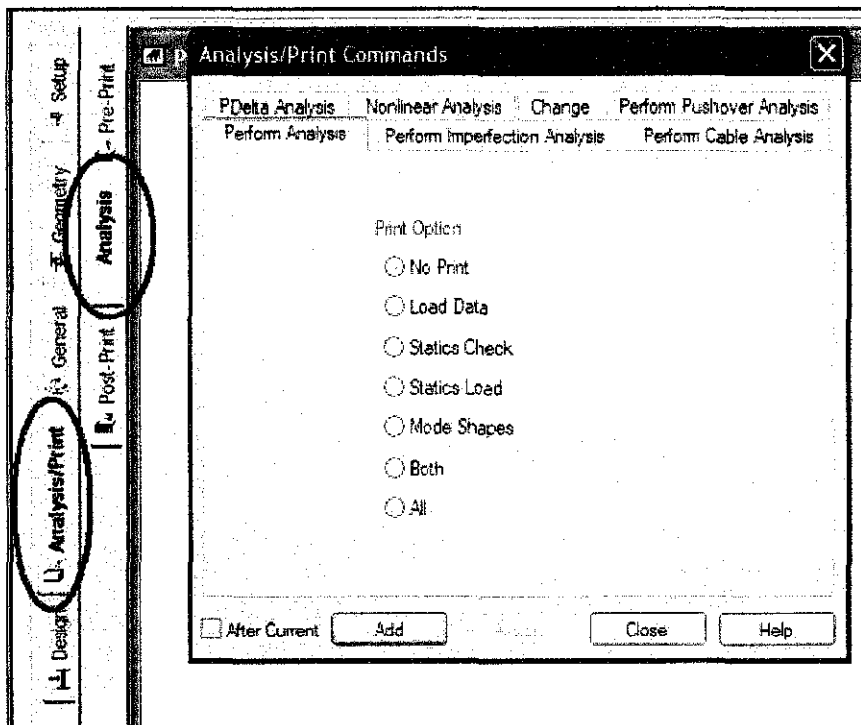 Setup
Geometry
General
Analysis/Print
Design
Pre-Print
Analysis
Post-Print
P
Analysis/Print Commands
PDelta Analysis Nonlinear Analysis Change Perform Pushover Analysis
Perform Analysis Perform Imperfection Analysis Perform Cable Analysis
Print Option
No Print
Load Data
Statics Check
Statics Load
Mode Shapes
Both
All
After Current Add Close Help